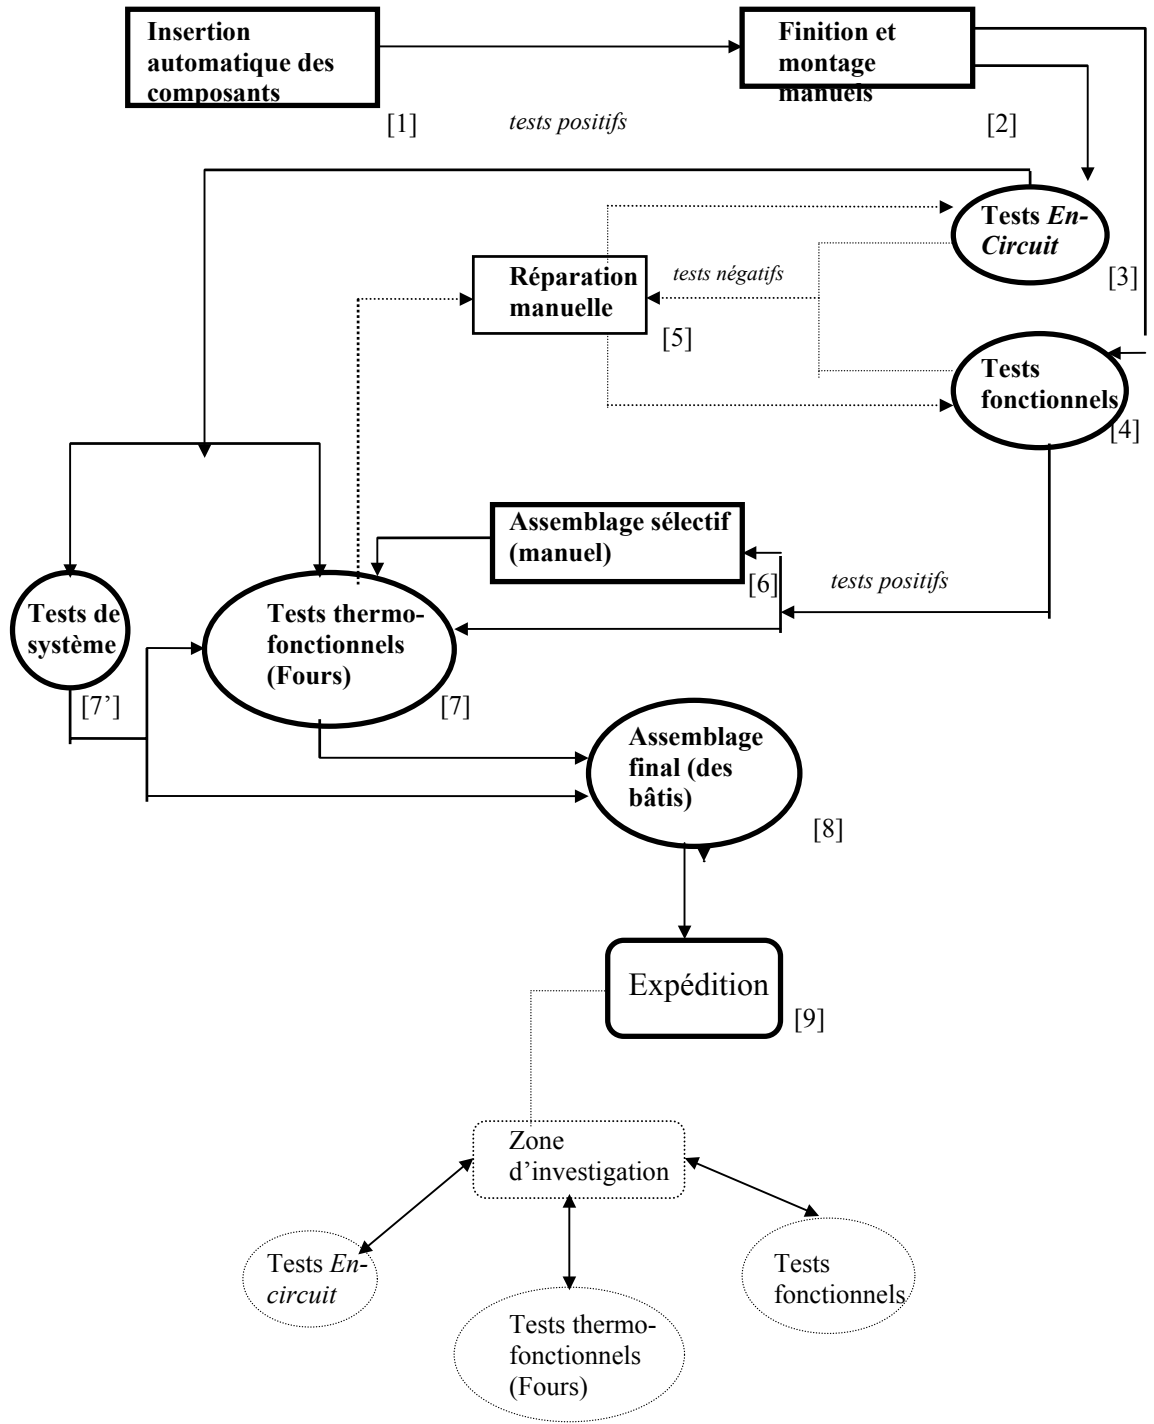 Insertion
automatique des
composants
[1]
Finition et
montage
manuels
[2]
tests positifs
Tests En-
Circuit
[3]
Réparation
manuelle
[5]
tests négatifs
Tests
fonctionnels
[4]
Assemblage sélectif
(manuel)
[6]
tests positifs
Tests de
système
[7’]
Tests thermo-
fonctionnels
(Fours)
[7]
Assemblage
final (des
bâtis)
[8]
Expédition
[9]
Zone
d’investigation
Tests En-
circuit
Tests thermo-
fonctionnels
(Fours)
Tests
fonctionnels